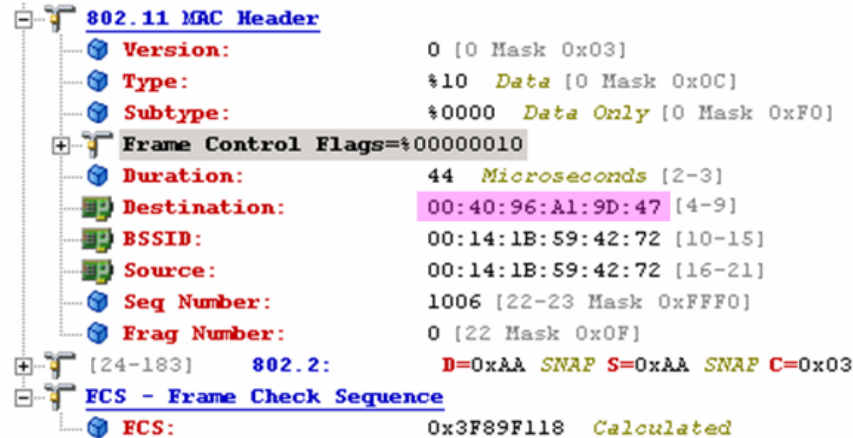 802.11 MAC Header
Version: 0 [0 Mask 0x03]
Type: %10 Data [0 Mask 0x0C]
Subtype: %0000 Data Only [0 Mask 0xF0]
Frame Control Flags=%00000010
Duration: 44 Microseconds [2-3]
Destination: 00:40:96:A1:9D:47 [4-9]
BSSID: 00:14:1B:59:42:72 [10-15]
Source: 00:14:1B:59:42:72 [16-21]
Seq Number: 1006 [22-23 Mask 0xFFF0]
Frag Number: 0 [22 Mask 0x0F]
[24-183] 802.2: D=0xAA SNAP S=0xAA SNAP C=0x03
FCS - Frame Check Sequence
FCS: 0x3F89F118 Calculated